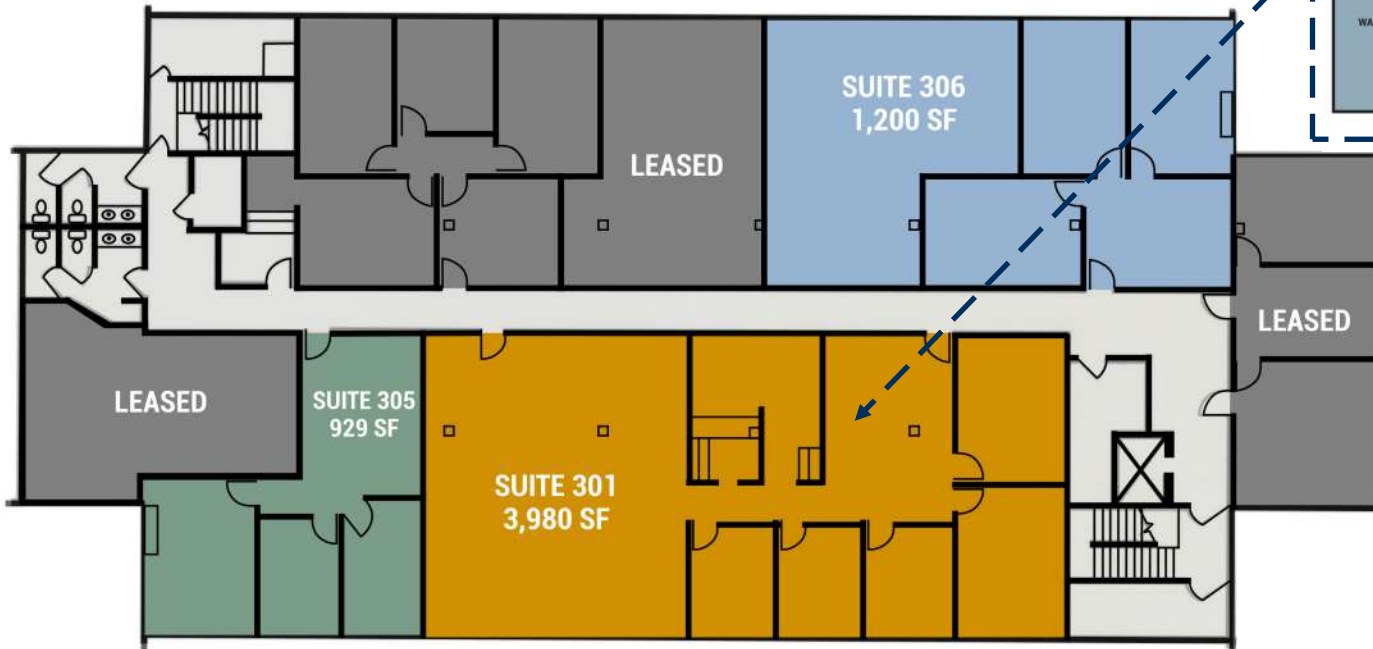 SUITE 306
1,200 SF
LEASED
LEASED
LEASED
SUITE 305
929 SF
SUITE 301
3,980 SF